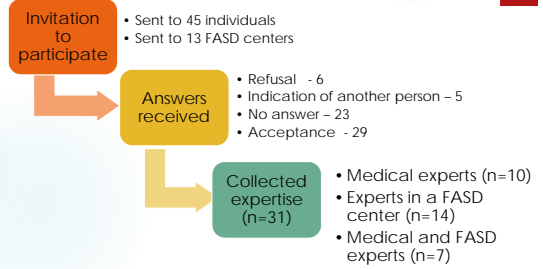 Invitation
to
participate
• Sent to 45 individuals
• Sent to 13 FASD centers
Answers
received
• Refusal - 6
• Indication of another person – 5
• No answer – 23
• Acceptance - 29
Collected
expertise
(n=31)
• Medical experts (n=10)
• Experts in a FASD
center (n=14)
• Medical and FASD
experts (n=7)